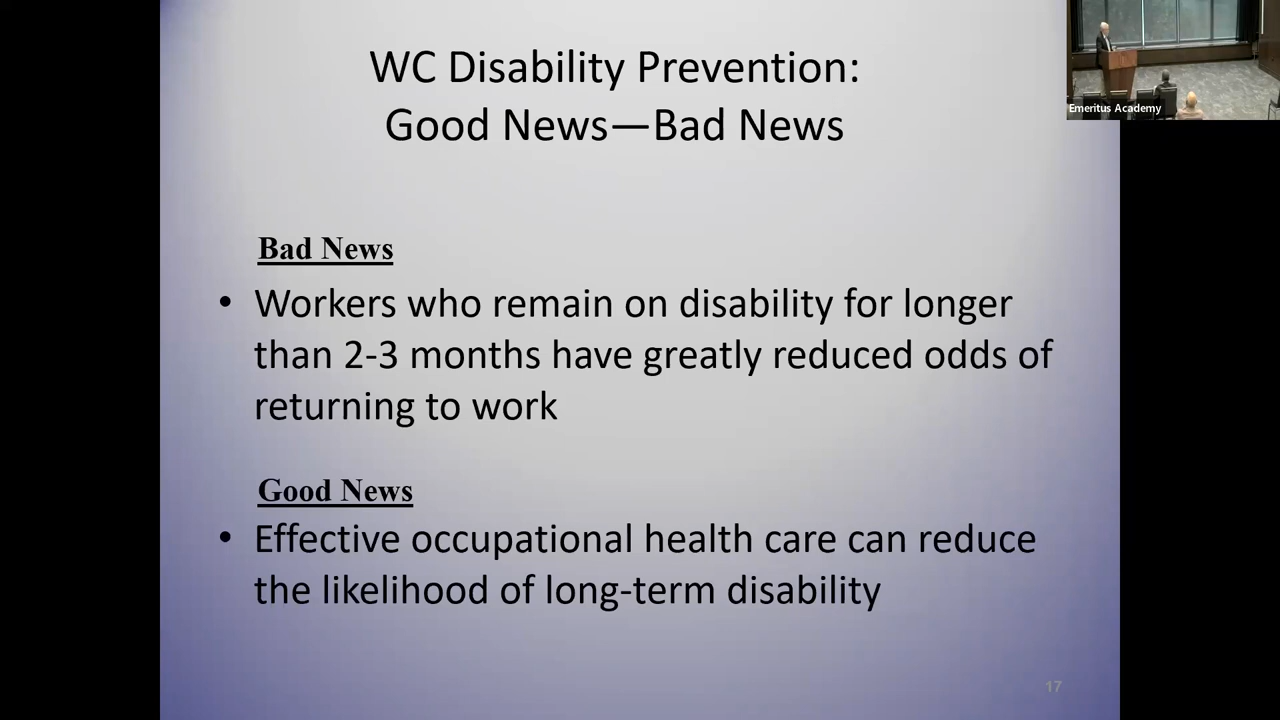 WC Disability Prevention:
Good News—Bad News
Emeritus Academy
Bad News
• Workers who remain on disability for longer
than 2-3 months have greatly reduced odds of
returning to work
Good News
• Effective occupational health care can reduce
the likelihood of long-term disability
17